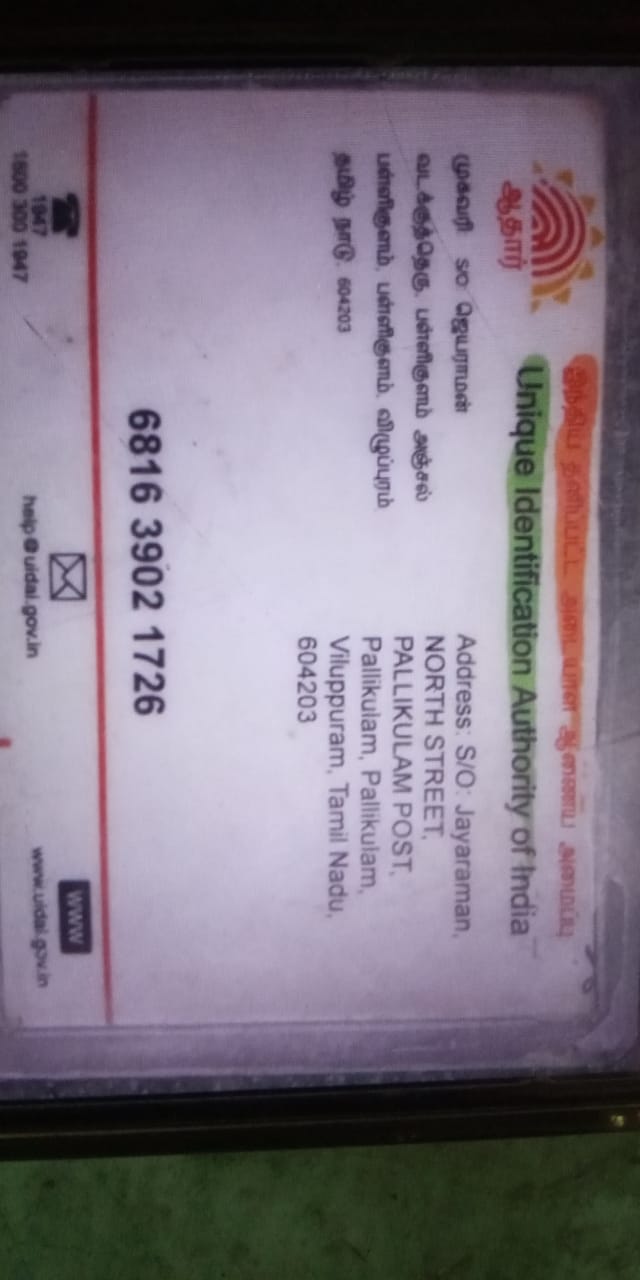 இந்திய தனிப்பட்ட அடையாள ஆணைய அமைப்பு
Unique Identification Authority of India
ஆதார்
முகவரி S/O ஜெயராமன்
வடக்குத்தெரு, பள்ளிகுளம் அஞ்சல்
பள்ளிகுளம், பள்ளிகுளம், விழுப்புரம்
தமிழ் நாடு, 604203
Address: S/O: Jayaraman,
NORTH STREET,
PALLIKULAM POST,
Pallikulam, Pallikulam,
Viluppuram, Tamil Nadu,
604203
6816 3902 1726
1947
1800 300 1947
help@uidai.gov.in
www
www.uidai.gov.in